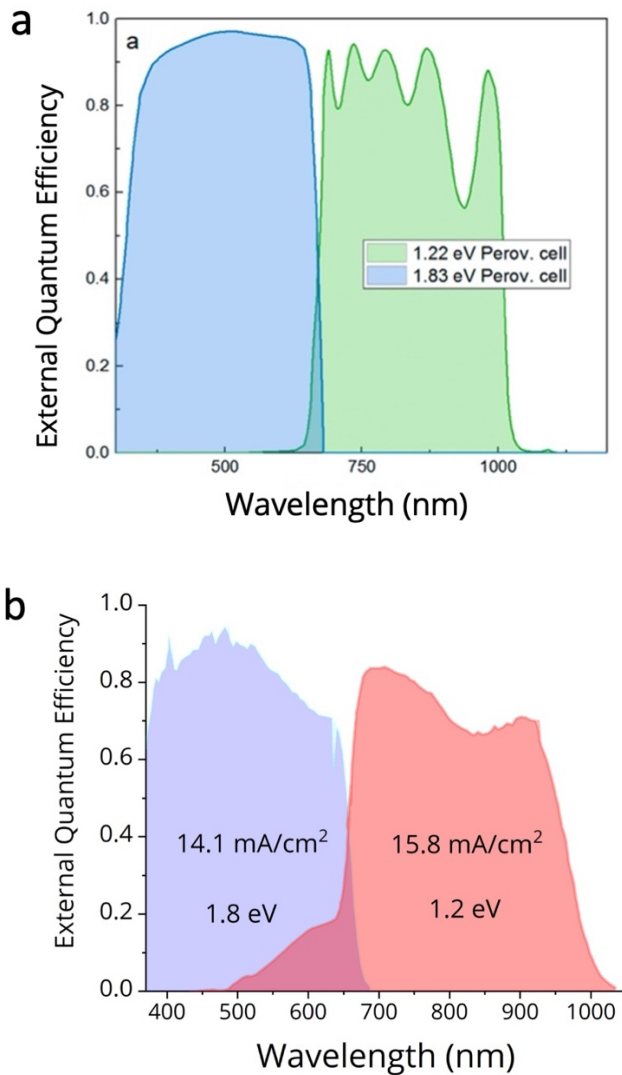 a
a
External Quantum Efficiency
1.0
0.8
0.6
0.4
0.2
0.0
1.22 eV Perov. cell
1.83 eV Perov. cell
500 750 1000
Wavelength (nm)
b
External Quantum Efficiency
1.0
0.8
0.6
0.4
0.2
0.0
14.1 mA/cm² 15.8 mA/cm²
1.8 eV 1.2 eV
400 500 600 700 800 900 1000
Wavelength (nm)